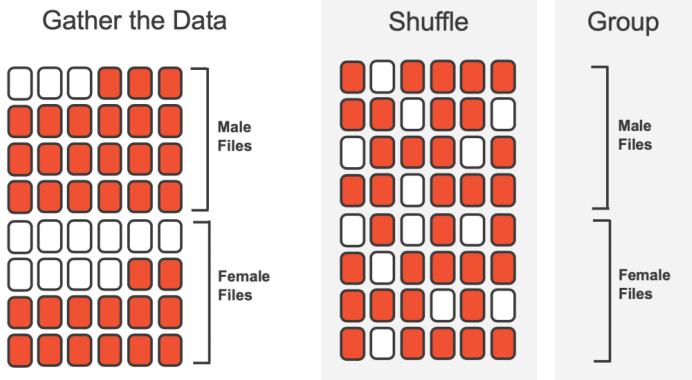 Gather the Data
Shuffle
Group
Male
Files
Female
Files
Male
Files
Female
Files